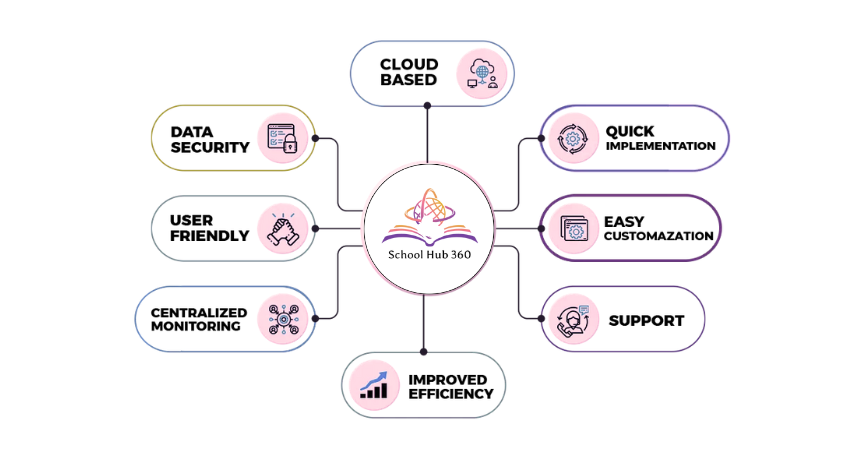 CLOUD
BASED
DATA
SECURITY
QUICK
IMPLEMENTATION
USER
FRIENDLY
School Hub 360
EASY
CUSTOMAZATION
CENTRALIZED
MONITORING
SUPPORT
IMPROVED
EFFICIENCY